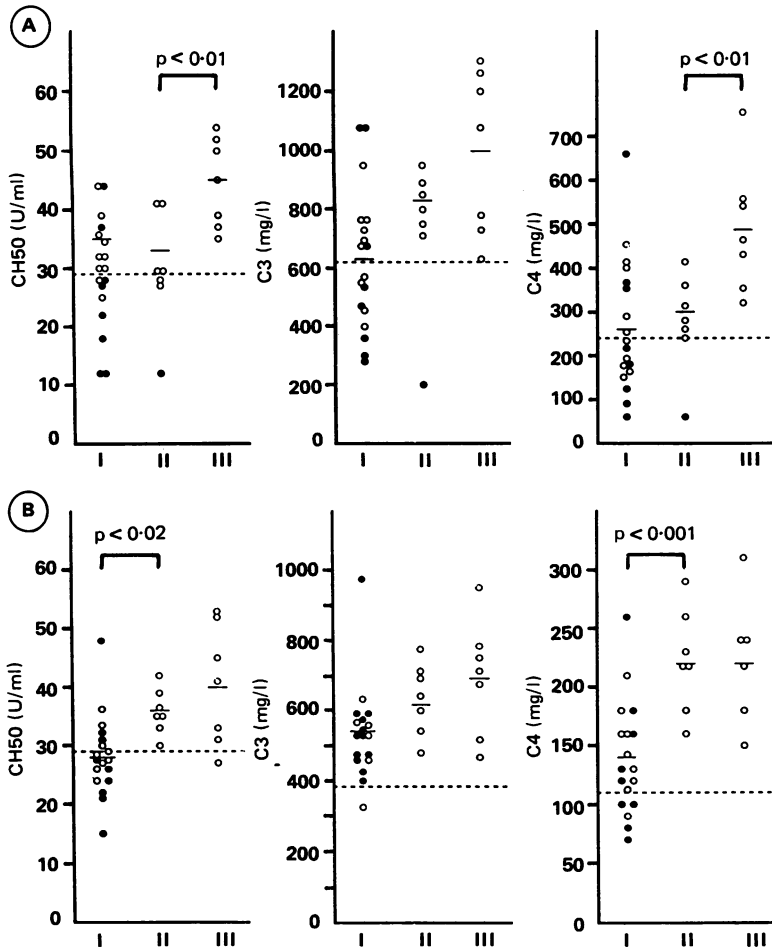 A
CH50 (U/ml)
60
50
40
30
20
10
0
p < 0·01
I II III
C3 (mg/l)
1200
1000
800
600
400
200
0
I II III
C4 (mg/l)
700
600
500
400
300
200
100
0
p < 0·01
I II III
B
CH50 (U/ml)
60
50
40
30
20
10
0
p < 0·02
I II III
C3 (mg/l)
1000
800
600
400
200
0
I II III
C4 (mg/l)
300
250
200
150
100
50
0
p < 0·001
I II III